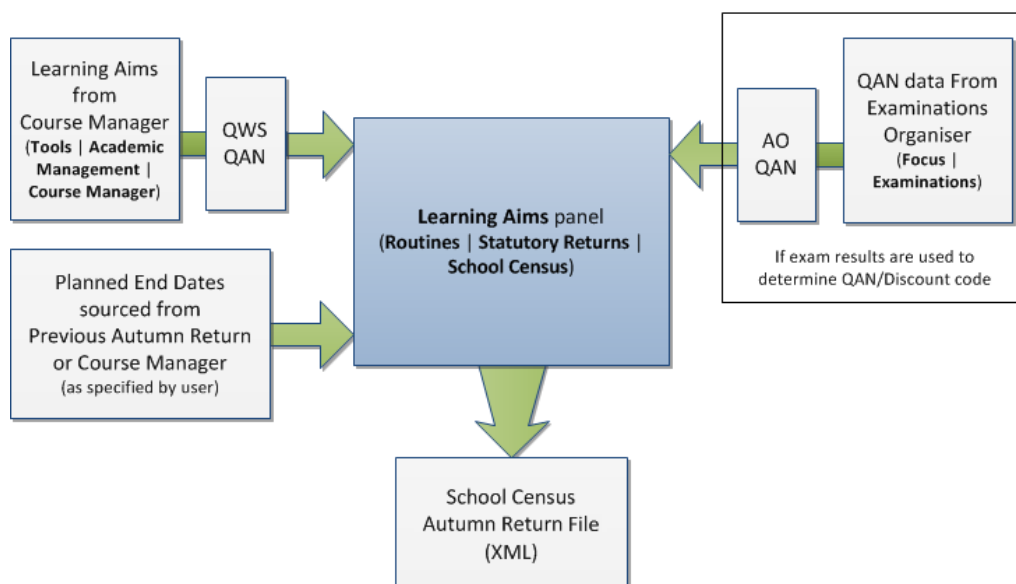 Learning Aims
from
Course Manager
(Tools | Academic
Management |
Course Manager)
QWS
QAN
Planned End Dates
sourced from
Previous Autumn Return
or Course Manager
(as specified by user)
Learning Aims panel
(Routines | Statutory Returns |
School Census)
AO
QAN
QAN data From
Examinations
Organiser
(Focus |
Examinations)
If exam results are used to
determine QAN/Discount code
School Census
Autumn Return File
(XML)